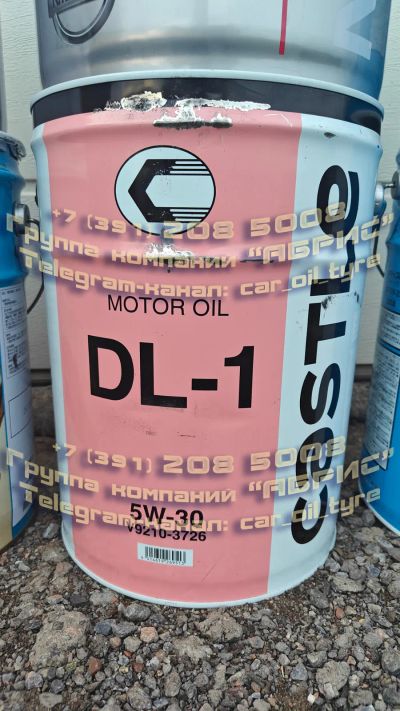 +7 (391) 208 5008
Группа компаний "АБРИС"
Telegram-канал: car_oil_tyre
MOTOR OIL
DL-1
CASTLE
+7 (391) 208 5008
Группа компаний "АБРИС"
Telegram-канал: car_oil_tyre
5W-30
V9210-3726